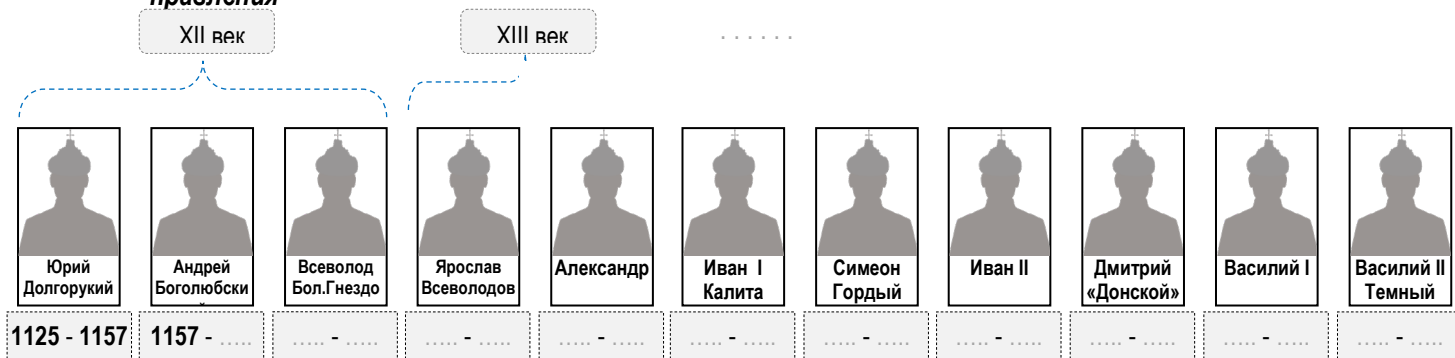 правления
XII век
XIII век
. . . . . .
Юрий
Долгорукий
Андрей
Боголюбски
Всеволод
Бол.Гнездо
Ярослав
Всеволодов
Александр
Иван I
Калита
Симеон
Гордый
Иван II
Дмитрий
«Донской»
Василий I
Василий II
Темный
1125 - 1157
1157 - .....
..... - .....
..... - .....
..... - .....
..... - .....
..... - .....
..... - .....
..... - .....
..... - .....
..... - .....